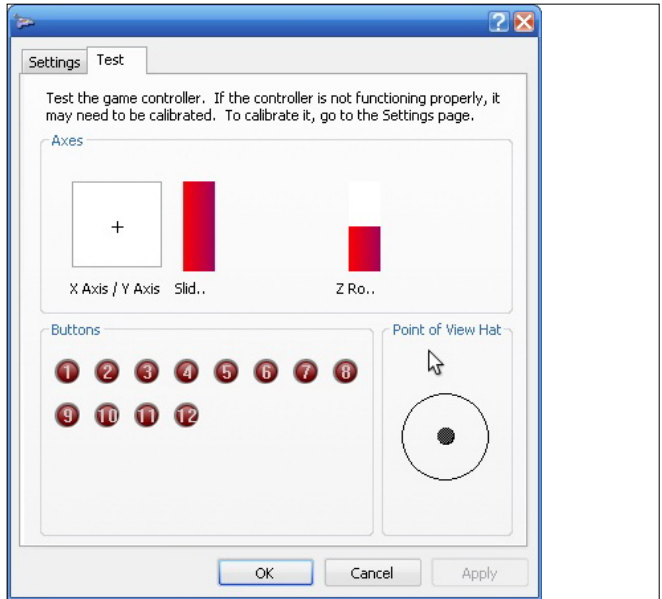 Settings Test
Test the game controller. If the controller is not functioning properly, it
may need to be calibrated. To calibrate it, go to the Settings page.
Axes
X Axis / Y Axis Slid.. Z Ro..
Buttons
1 2 3 4 5 6 7 8
9 10 11 12
Point of View Hat
OK Cancel Apply